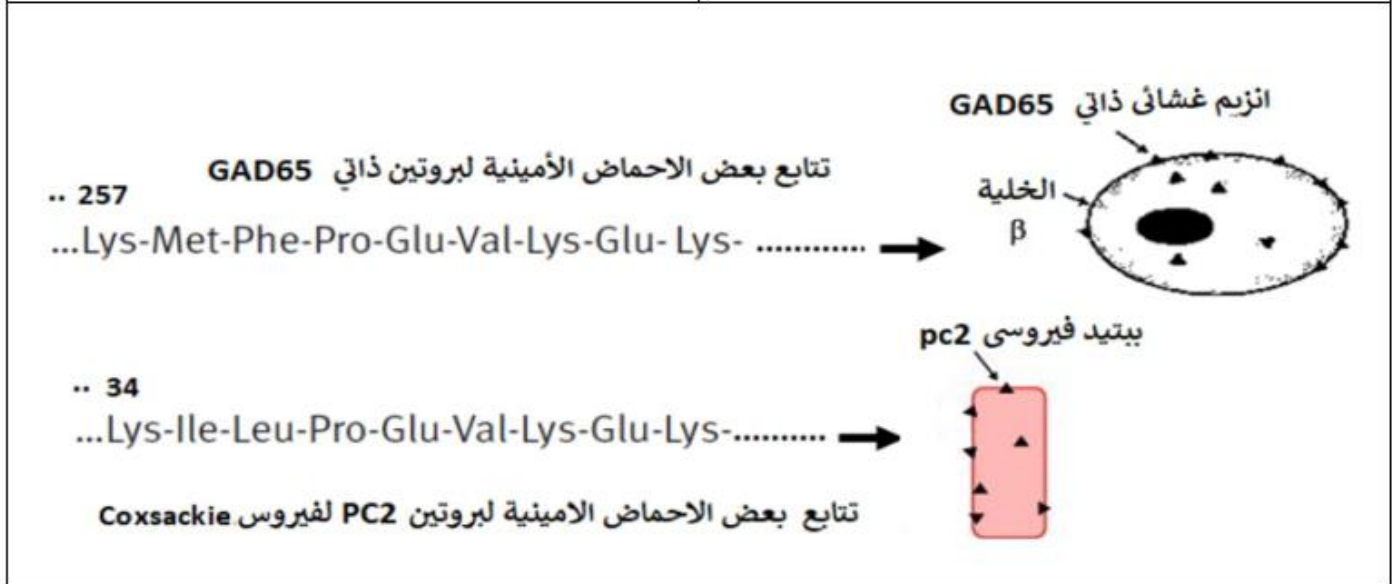 انزيم غشائى ذاتي GAD65
تتابع بعض الاحماض الأمينية لبروتين ذاتي GAD65
.. 257
...Lys-Met-Phe-Pro-Glu-Val-Lys-Glu- Lys- ............
الخلية
β
ببتيد فيروسى pc2
.. 34
...Lys-Ile-Leu-Pro-Glu-Val-Lys-Glu-Lys-..........
تتابع بعض الاحماض الامينية لبروتين PC2 لفيروس Coxsackie.